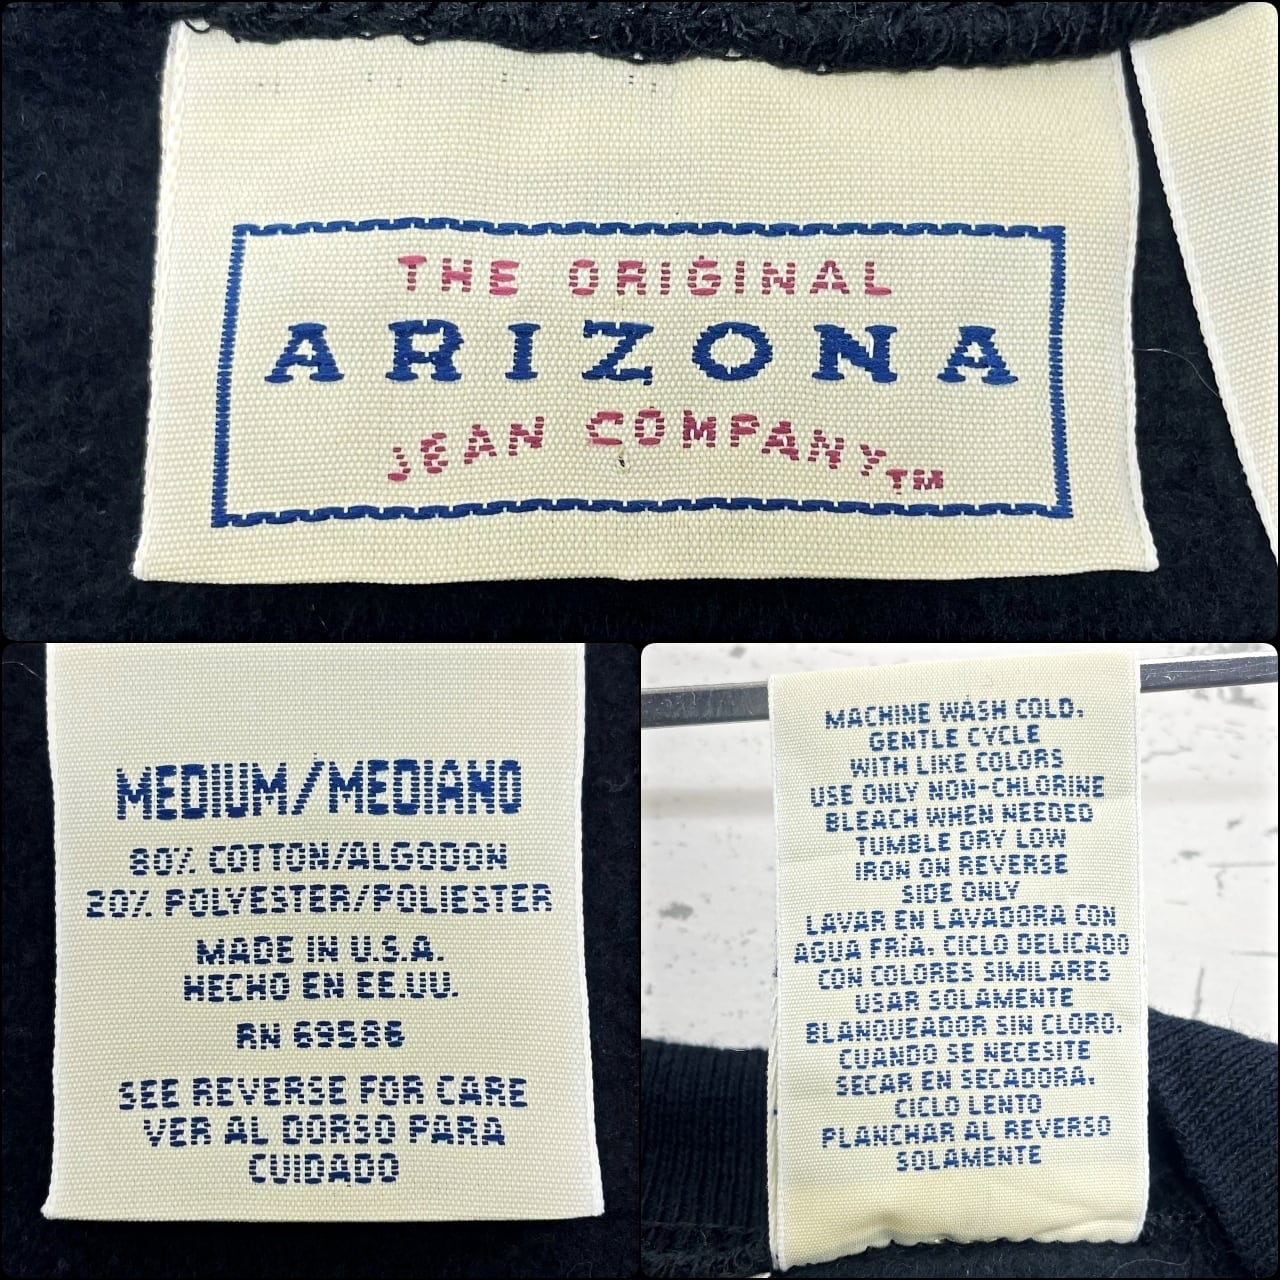 THE ORIGINAL
ARIZONA
JEAN COMPANY™
MEDIUM/MEDIANO
80% COTTON/ALGODON
20% POLYESTER/POLIESTER
MADE IN U.S.A.
HECHO EN EE.UU.
RN 69586
SEE REVERSE FOR CARE
VER AL DORSO PARA
CUIDADO
MACHINE WASH COLD,
GENTLE CYCLE
WITH LIKE COLORS
USE ONLY NON-CHLORINE
BLEACH WHEN NEEDED
TUMBLE DRY LOW
IRON ON REVERSE
SIDE ONLY
LAVAR EN LAVADORA CON
AGUA FRÍA. CICLO DELICADO
CON COLORES SIMILARES
USAR SOLAMENTE
BLANQUEADOR SIN CLORO.
CUANDO SE NECESITE
SECAR EN SECADORA.
CICLO LENTO
PLANCHAR AL REVERSO
SOLAMENTE